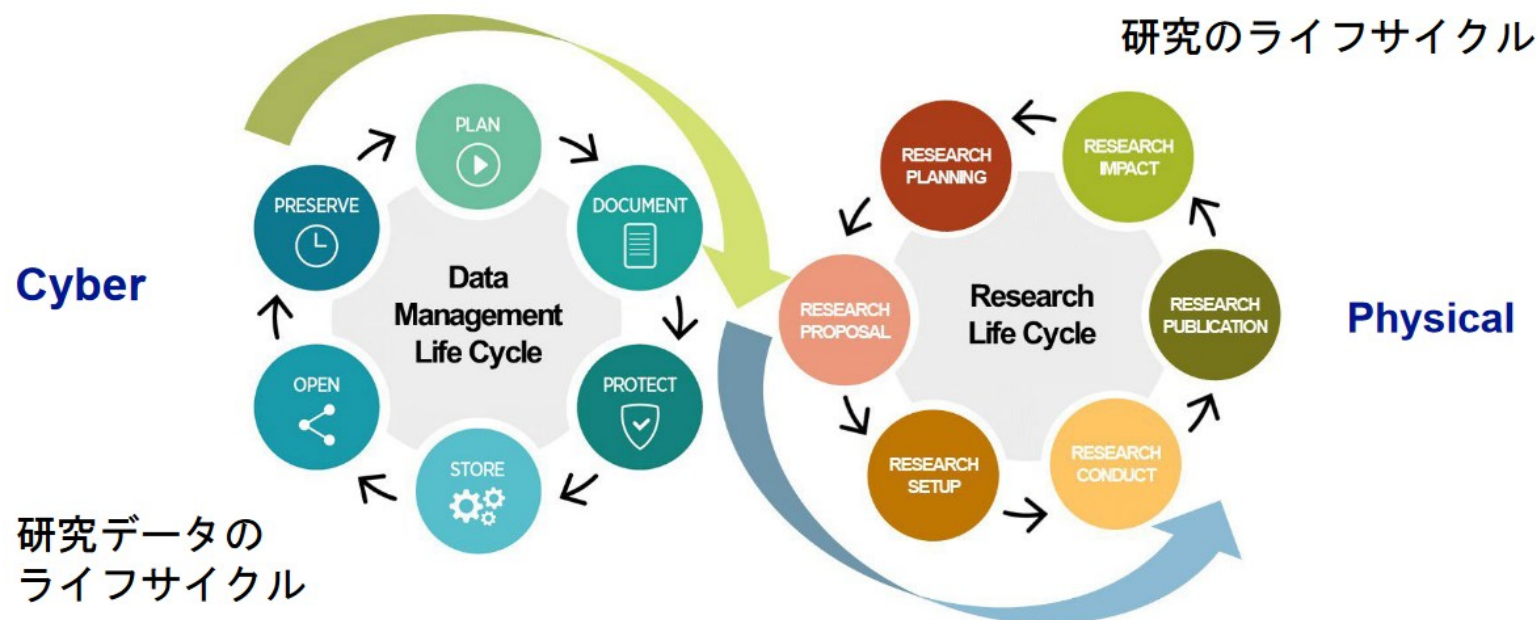 研究のライフサイクル
Cyber
PLAN
DOCUMENT
PROTECT
STORE
OPEN
PRESERVE
Data
Management
Life Cycle
研究データの
ライフサイクル
RESEARCH
PLANNING
RESEARCH
PROPOSAL
RESEARCH
SETUP
RESEARCH
CONDUCT
RESEARCH
PUBLICATION
RESEARCH
IMPACT
Research
Life Cycle
Physical